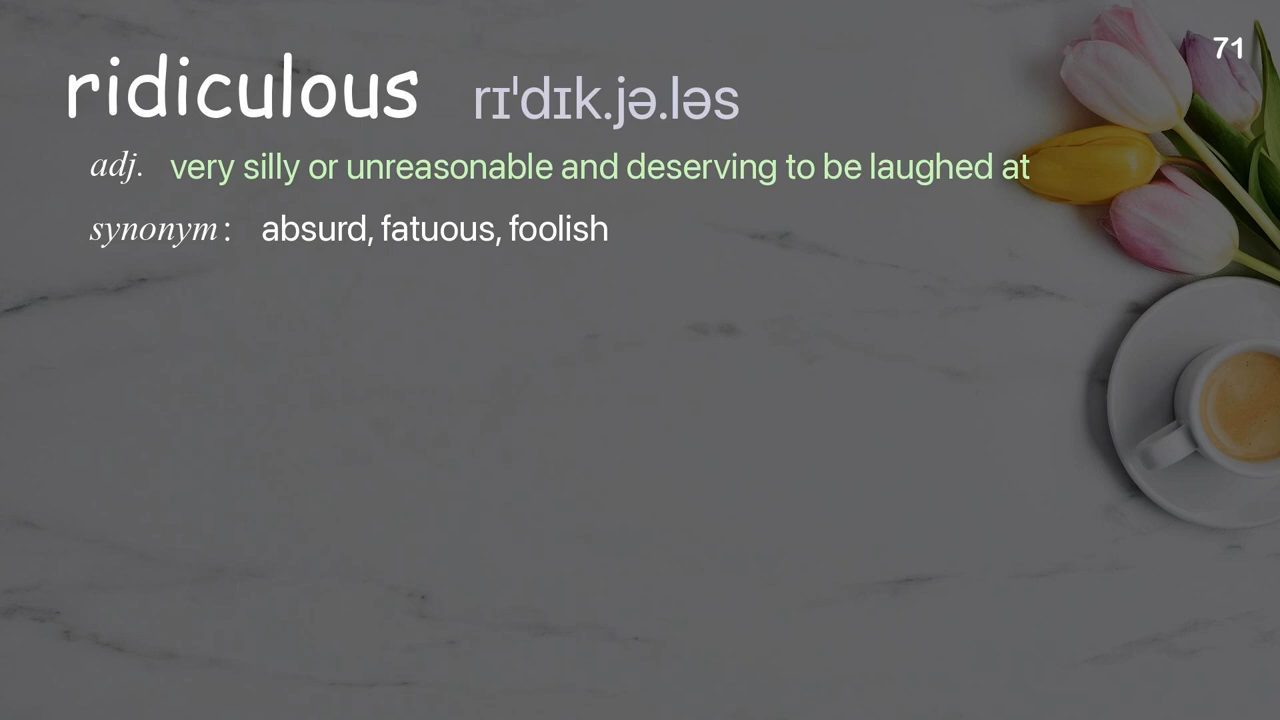 71
ridiculous rɪˈdɪk.jə.ləs
adj. very silly or unreasonable and deserving to be laughed at
synonym: absurd, fatuous, foolish